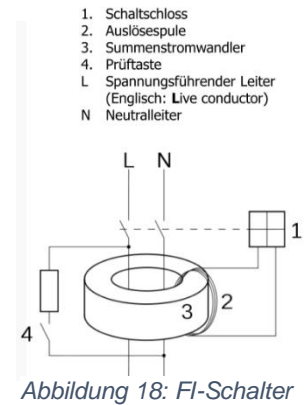 1. Schaltschloss
2. Auslösespule
3. Summenstromwandler
4. Prüftaste
L Spannungsführender Leiter
(Englisch: Live conductor)
N Neutralleiter
L N
1
3 2
4
Abbildung 18: FI-Schalter